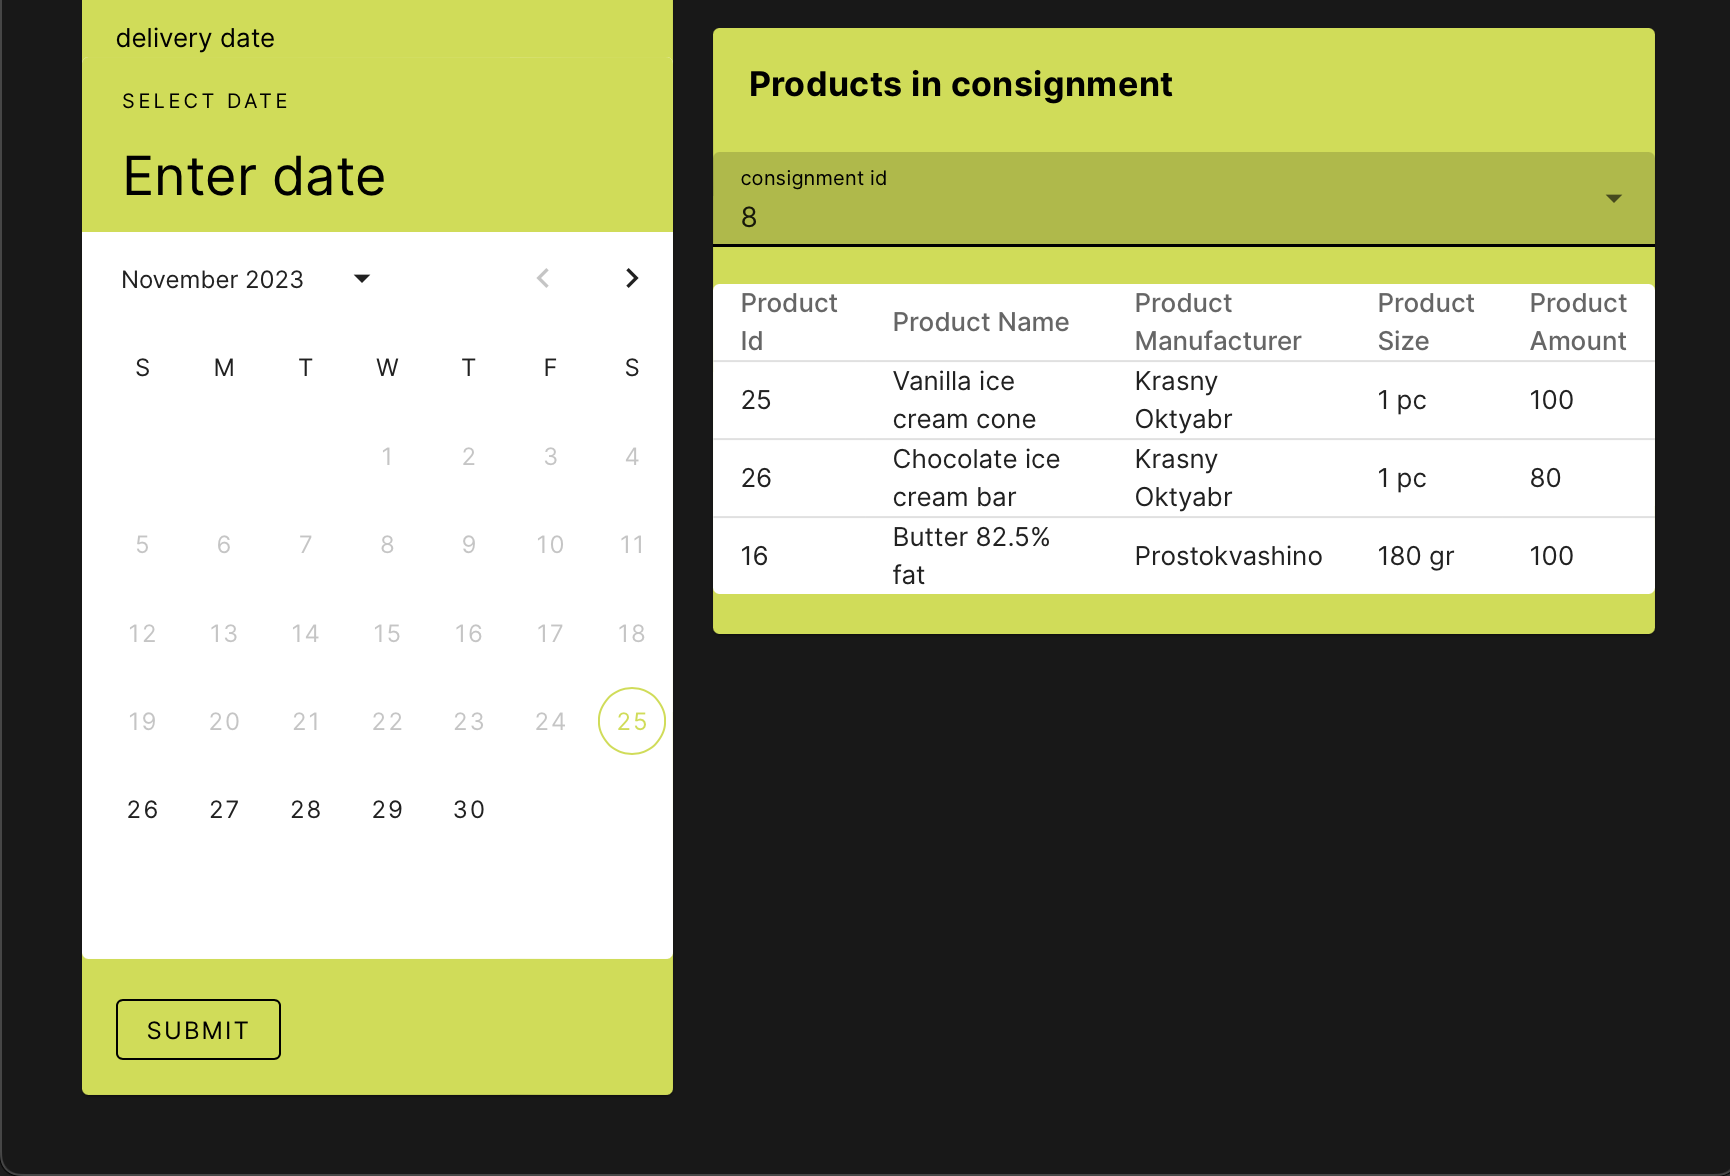 delivery date
SELECT DATE
Enter date
November 2023
S M T W T F S
1 2 3 4
5 6 7 8 9 10 11
12 13 14 15 16 17 18
19 20 21 22 23 24 25
26 27 28 29 30
SUBMIT
Products in consignment
consignment id
8
Product Id Product Name Product Manufacturer Product Size Product Amount
25 Vanilla ice cream cone Krasny Oktyabr 1 pc 100
26 Chocolate ice cream bar Krasny Oktyabr 1 pc 80
16 Butter 82.5% fat Prostokvashino 180 gr 100